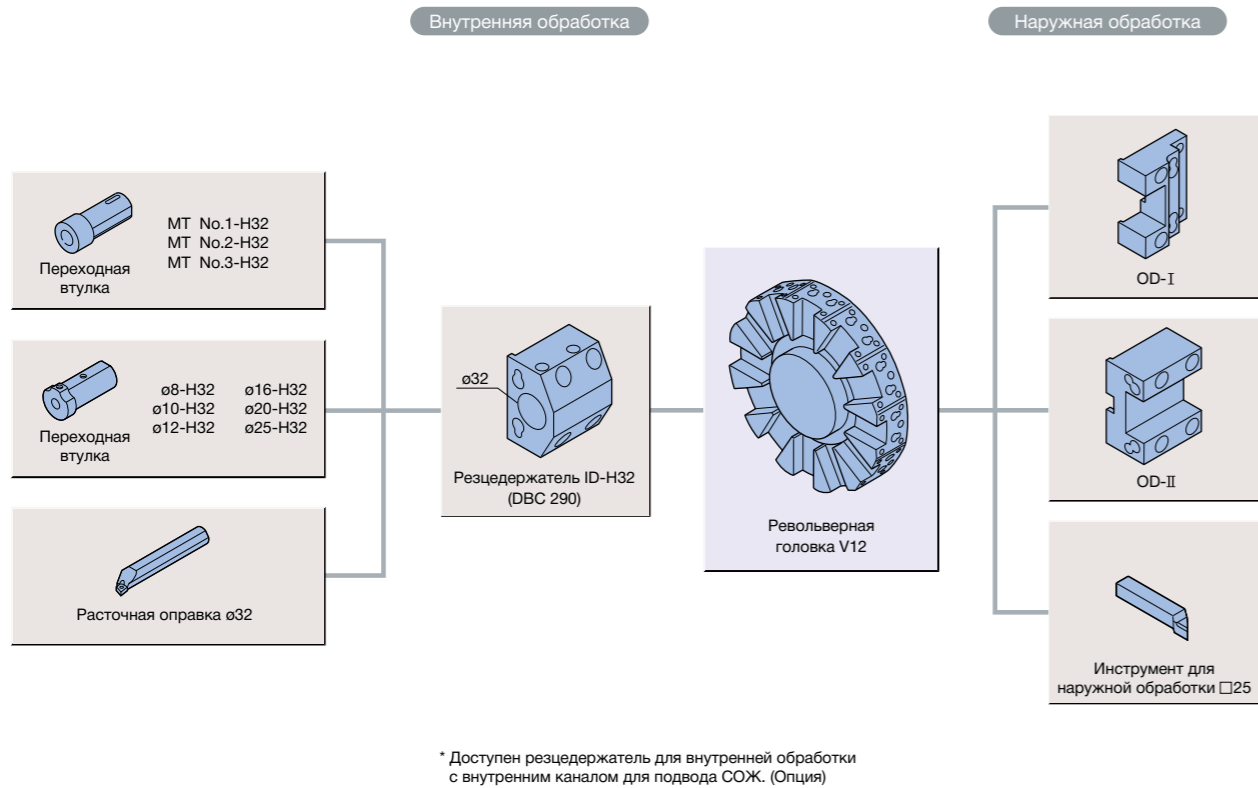 Внутренняя обработка
Наружная обработка
MT No.1-H32
MT No.2-H32
MT No.3-H32
Переходная
втулка
ø8-H32 ø16-H32
ø10-H32 ø20-H32
ø12-H32 ø25-H32
Переходная
втулка
Расточная оправка ø32
ø32
Резцедержатель ID-H32
(DBC 290)
Револьверная
головка V12
OD-I
OD-II
Инструмент для
наружной обработки □25
* Доступен резцедержатель для внутренней обработки
с внутренним каналом для подвода СОЖ. (Опция)